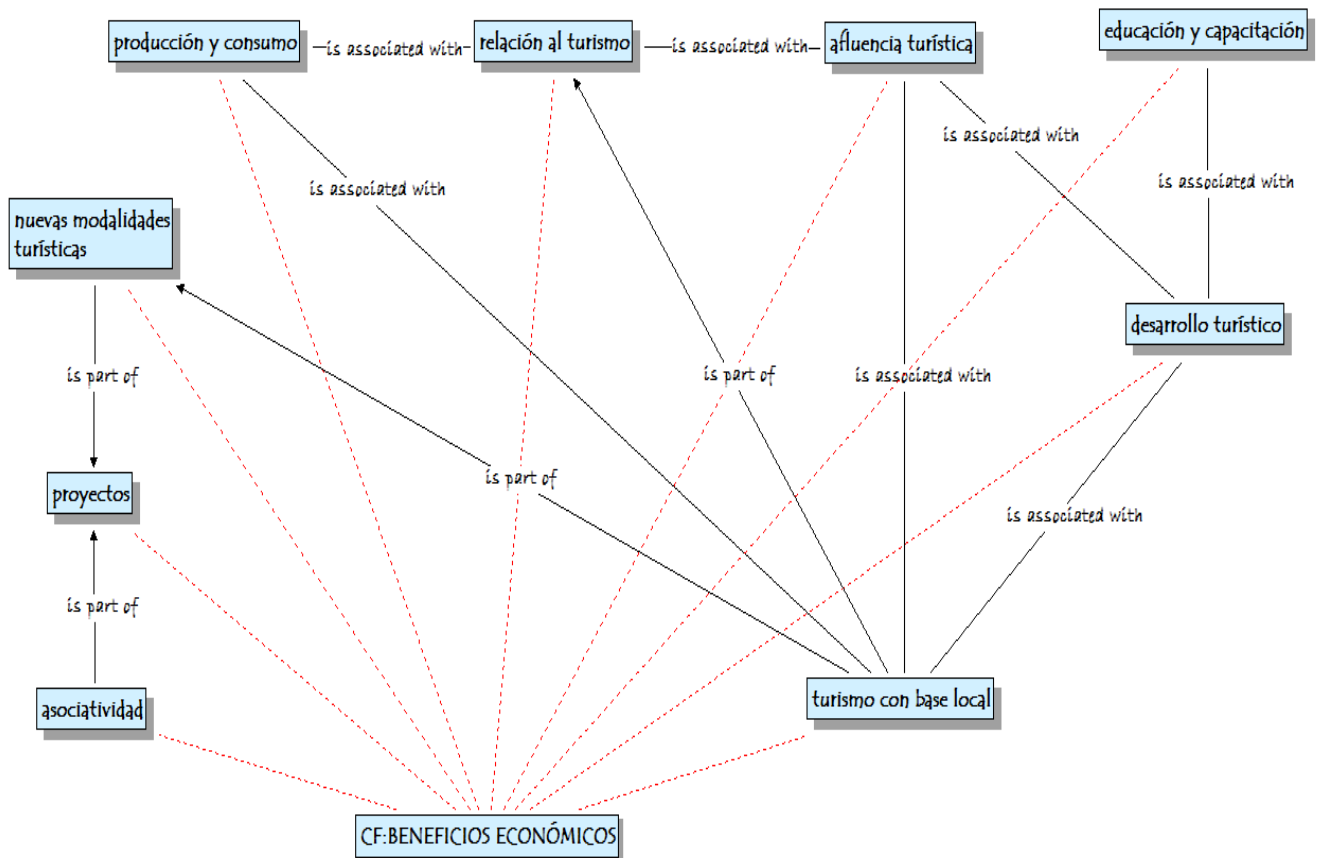 producción y consumo
is associated with
relación al turismo
is associated with
afluencia turística
educación y capacitación
is associated with
is associated with
is associated with
nuevas modalidades
turísticas
desarrollo turístico
is part of
is part of
is associated with
is part of
proyectos
is associated with
is part of
asociatividad
turismo con base local
CF:BENEFICIOS ECONÓMICOS